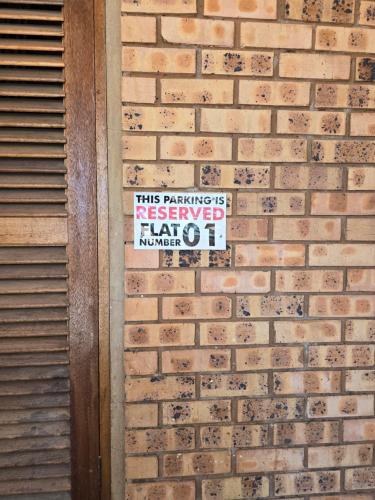 THIS PARKING IS
RESERVED
FLAT
NUMBER 01